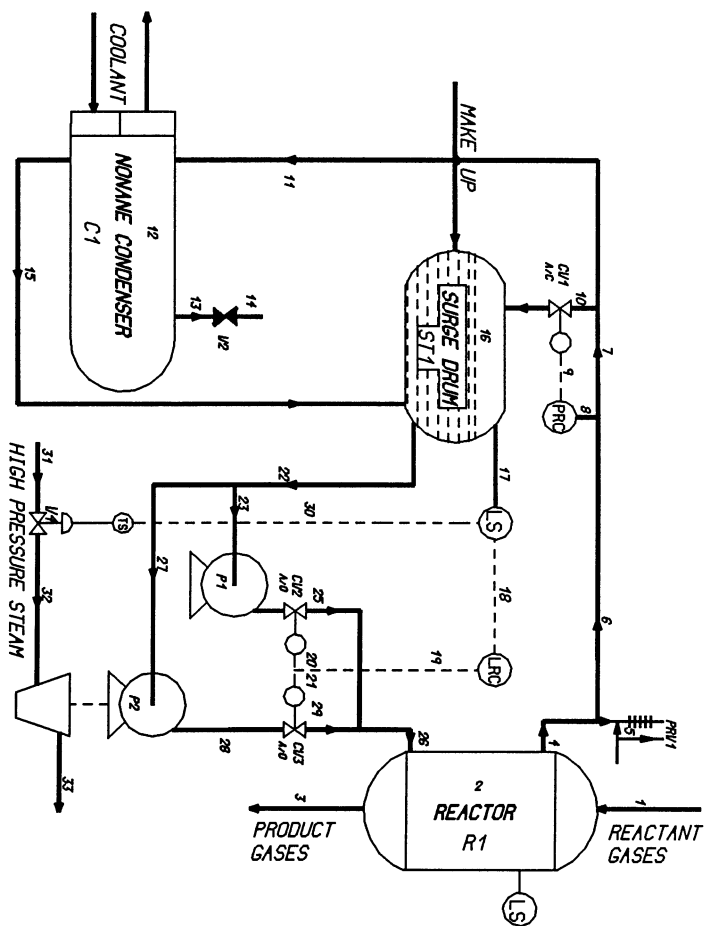 COOLANT
MAKE UP
11
12
NONANE CONDENSER
C1
13
14
V2
15
16
SURGE DRUM
ST1
CV1
A/C
10
9
PRC
8
7
17
LS
18
LRC
19
6
22
23
30
27
P1
CV2
A/O
25
20
21
29
CV3
A/O
28
26
P2
31
V4
TS
32
HIGH PRESSURE STEAM
33
4
5
PRV1
1
2
REACTOR
R1
3
PRODUCT
GASES
REACTANT
GASES
LS